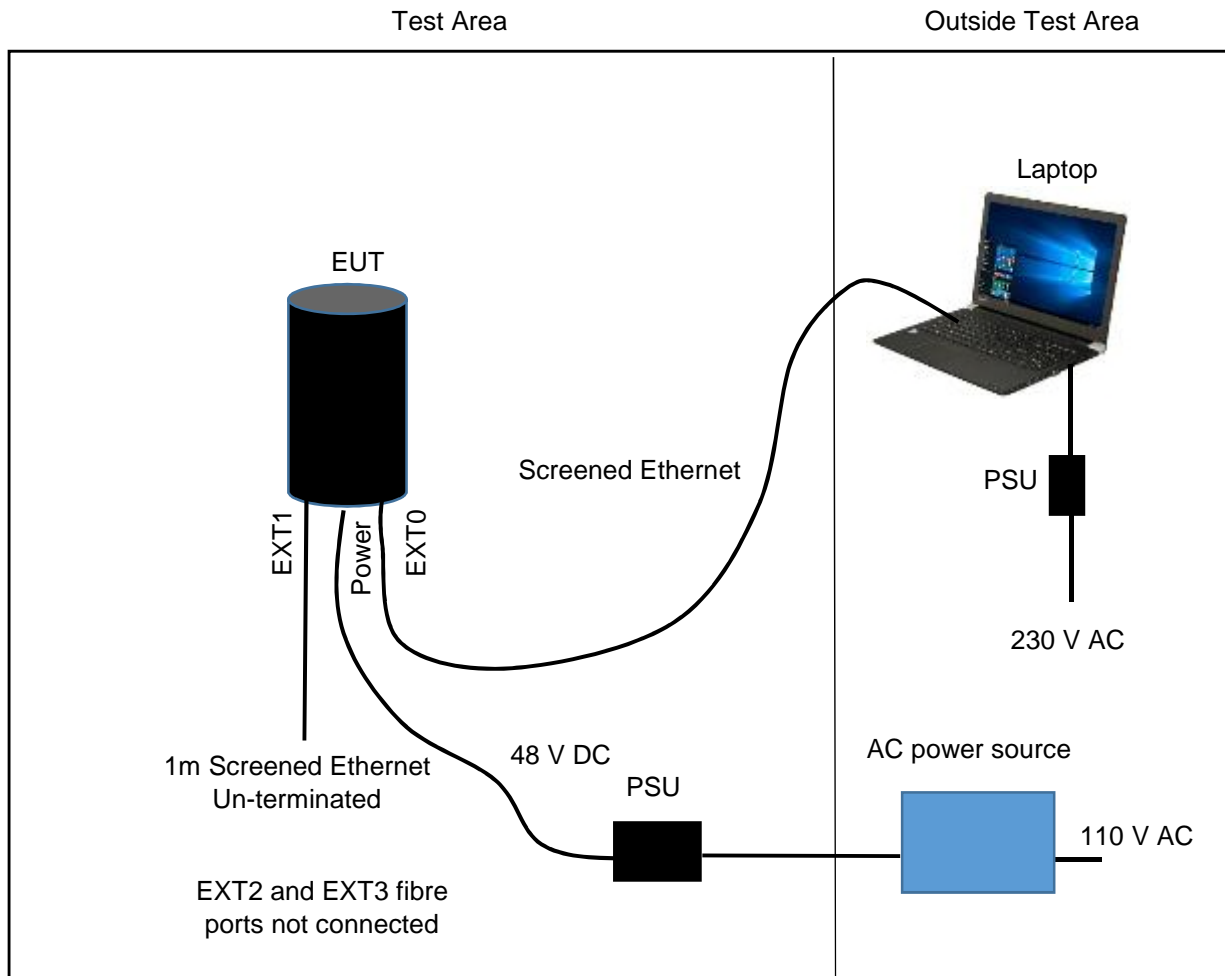 Test Area
Outside Test Area
Laptop
EUT
Screened Ethernet
PSU
EXT1
Power
EXT0
230 V AC
48 V DC
AC power source
1m Screened Ethernet
Un-terminated
PSU
110 V AC
EXT2 and EXT3 fibre
ports not connected